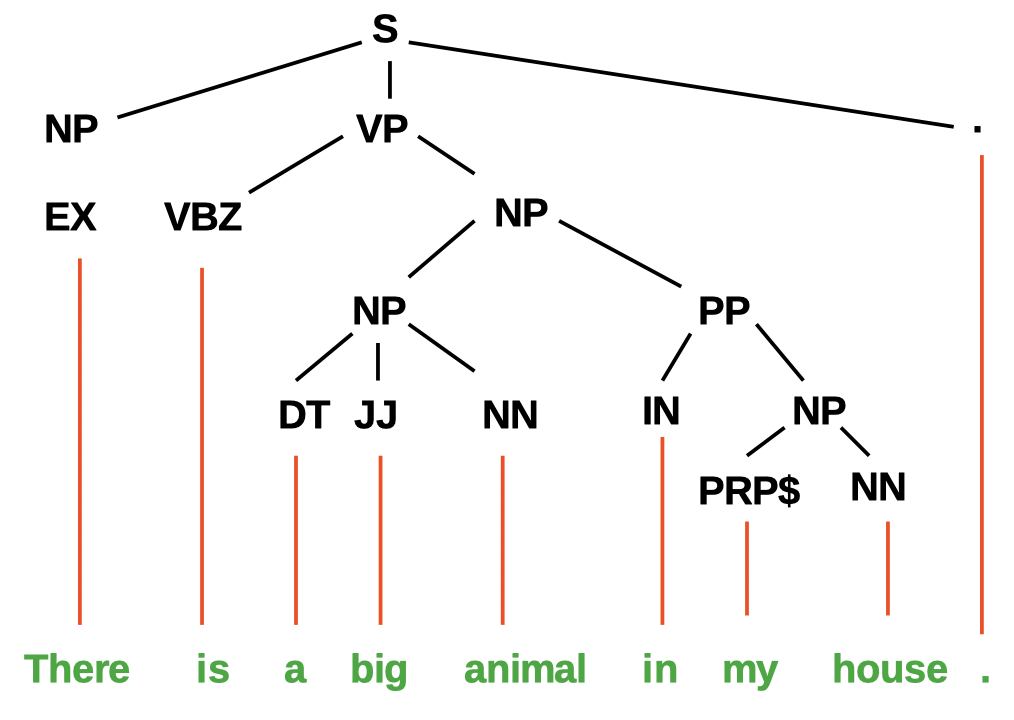 S
NP VP .
EX VBZ NP
NP PP
DT JJ NN IN NP
PRP$ NN
There is a big animal in my house .